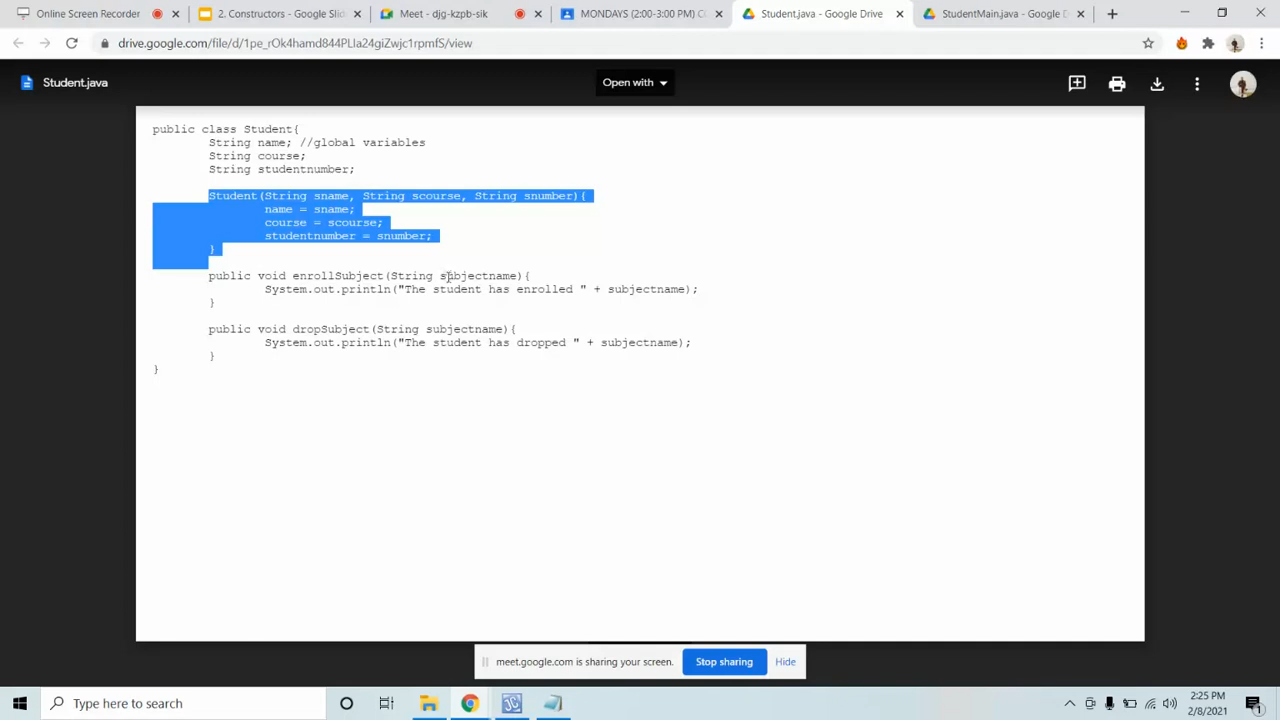 Online Screen Recorder
2. Constructors - Google Slid
Meet - djg-kzpb-sik
MONDAYS (2:00-3:00 PM) C
Student.java - Google Drive
StudentMain.java - Google
drive.google.com/file/d/1pe_rOk4hamd844PLIa24giZwjc1rpmfS/view
Student.java
Open with
public class Student{
String name; //global variables
String course;
String studentnumber;
Student(String sname, String scourse, String snumber){
name = sname;
course = scourse;
studentnumber = snumber;
}
public void enrollSubject(String subjectname){
System.out.println("The student has enrolled " + subjectname);
}
public void dropSubject(String subjectname){
System.out.println("The student has dropped " + subjectname);
}
}
meet.google.com is sharing your screen.
Stop sharing
Hide
Type here to search
2:25 PM
2/8/2021